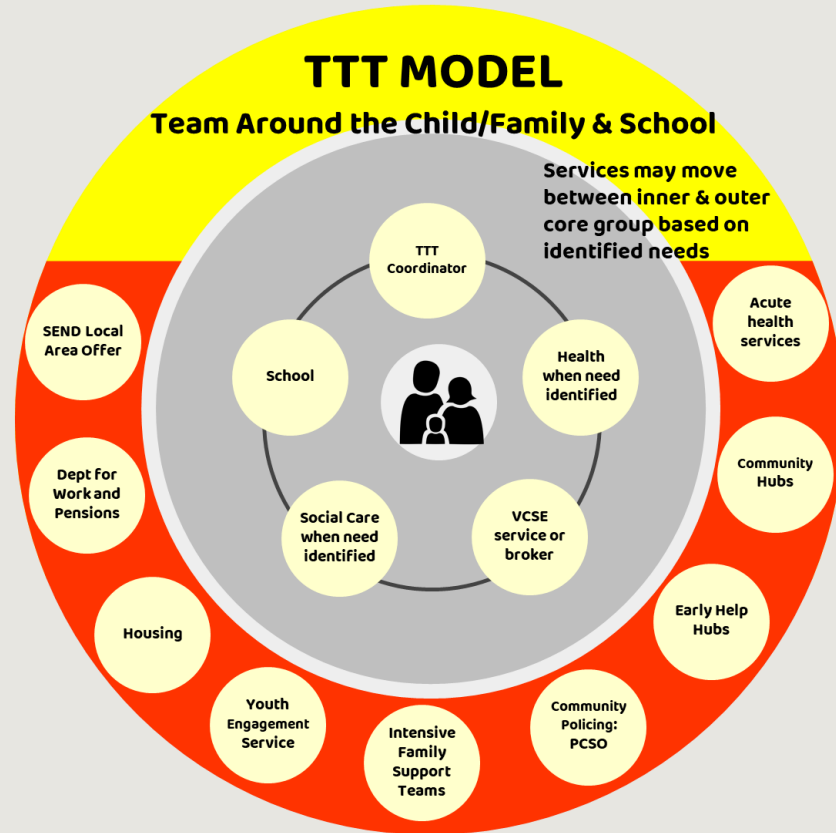 TTT MODEL
Team Around the Child/Family & School
Services may move
between inner & outer
core group based on
identified needs
TTT
Coordinator
School
Health
when need
identified
Social Care
when need
identified
VCSE
service or
broker
SEND Local
Area Offer
Dept for
Work and
Pensions
Housing
Youth
Engagement
Service
Intensive
Family
Support
Teams
Community
Policing:
PCSO
Early Help
Hubs
Community
Hubs
Acute
health
services